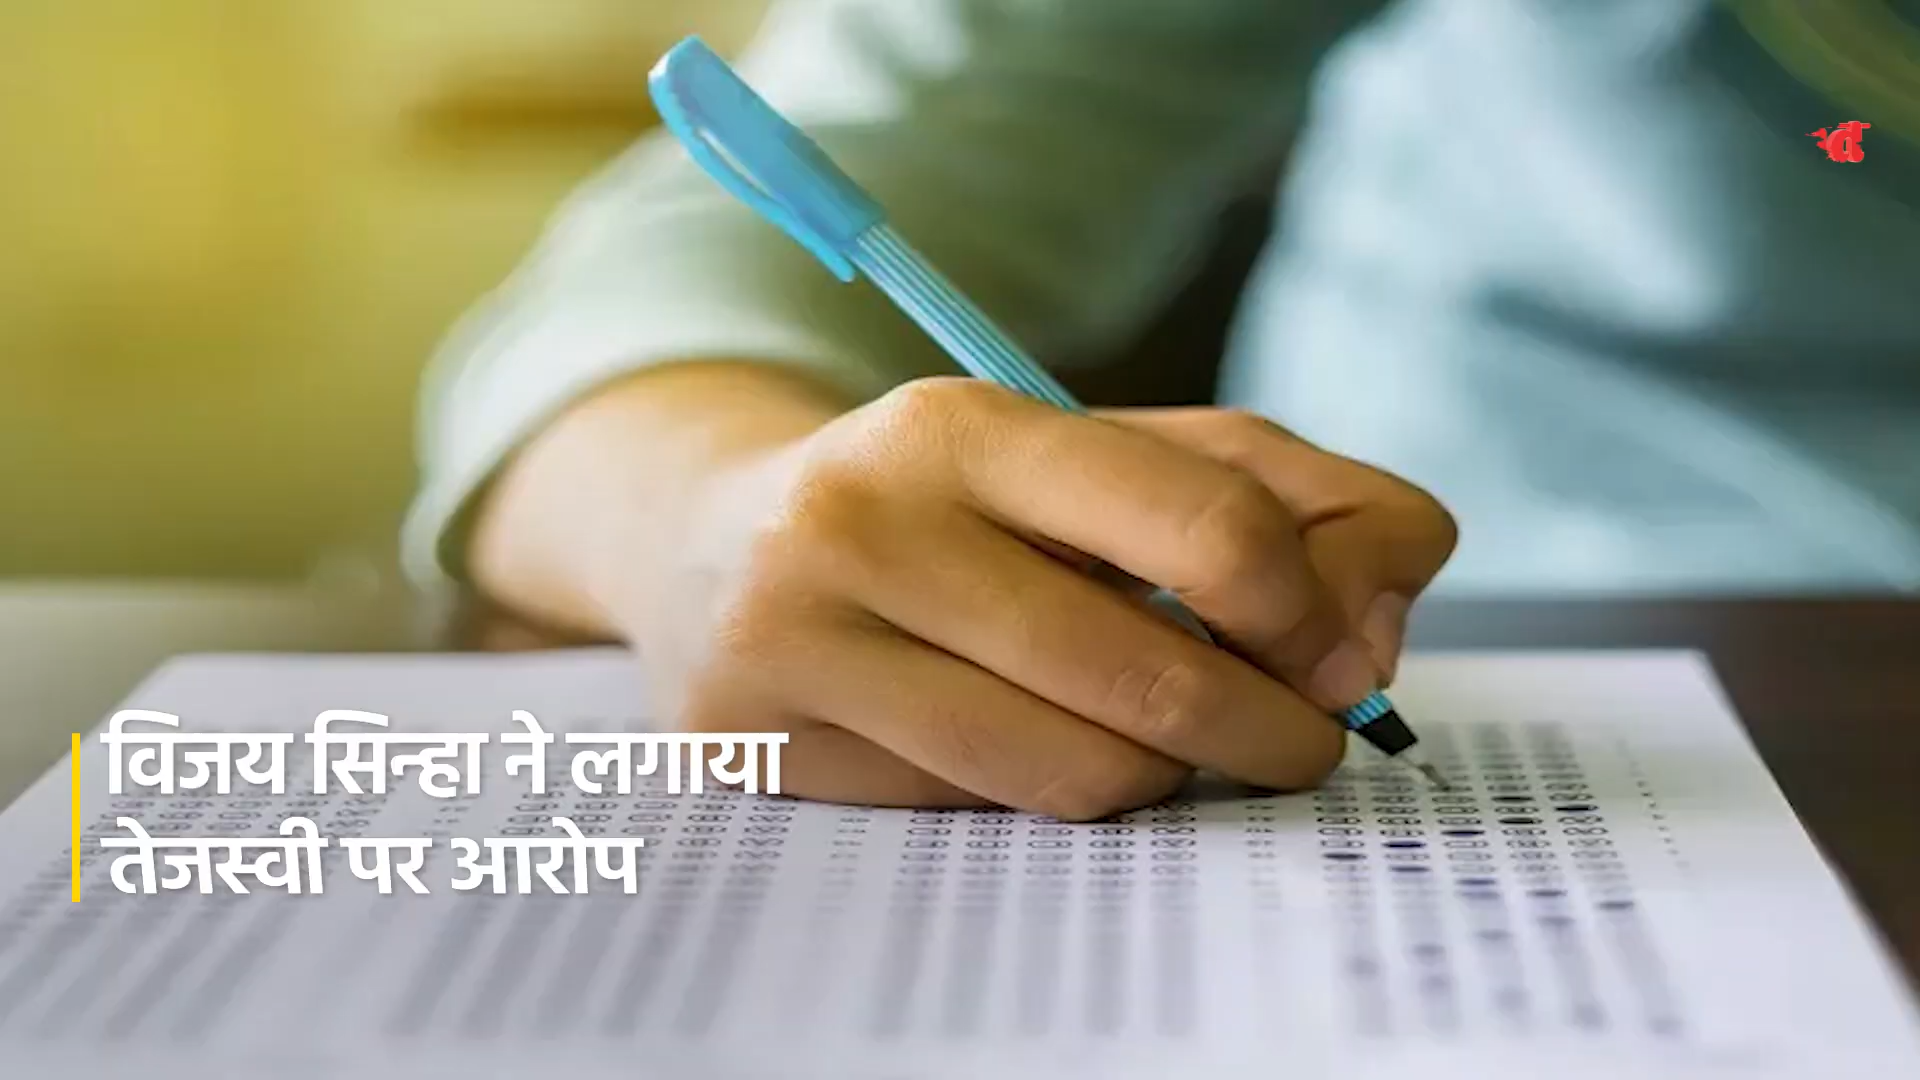 विजय सिन्हा ने लगाया
तेजस्वी पर आरोप